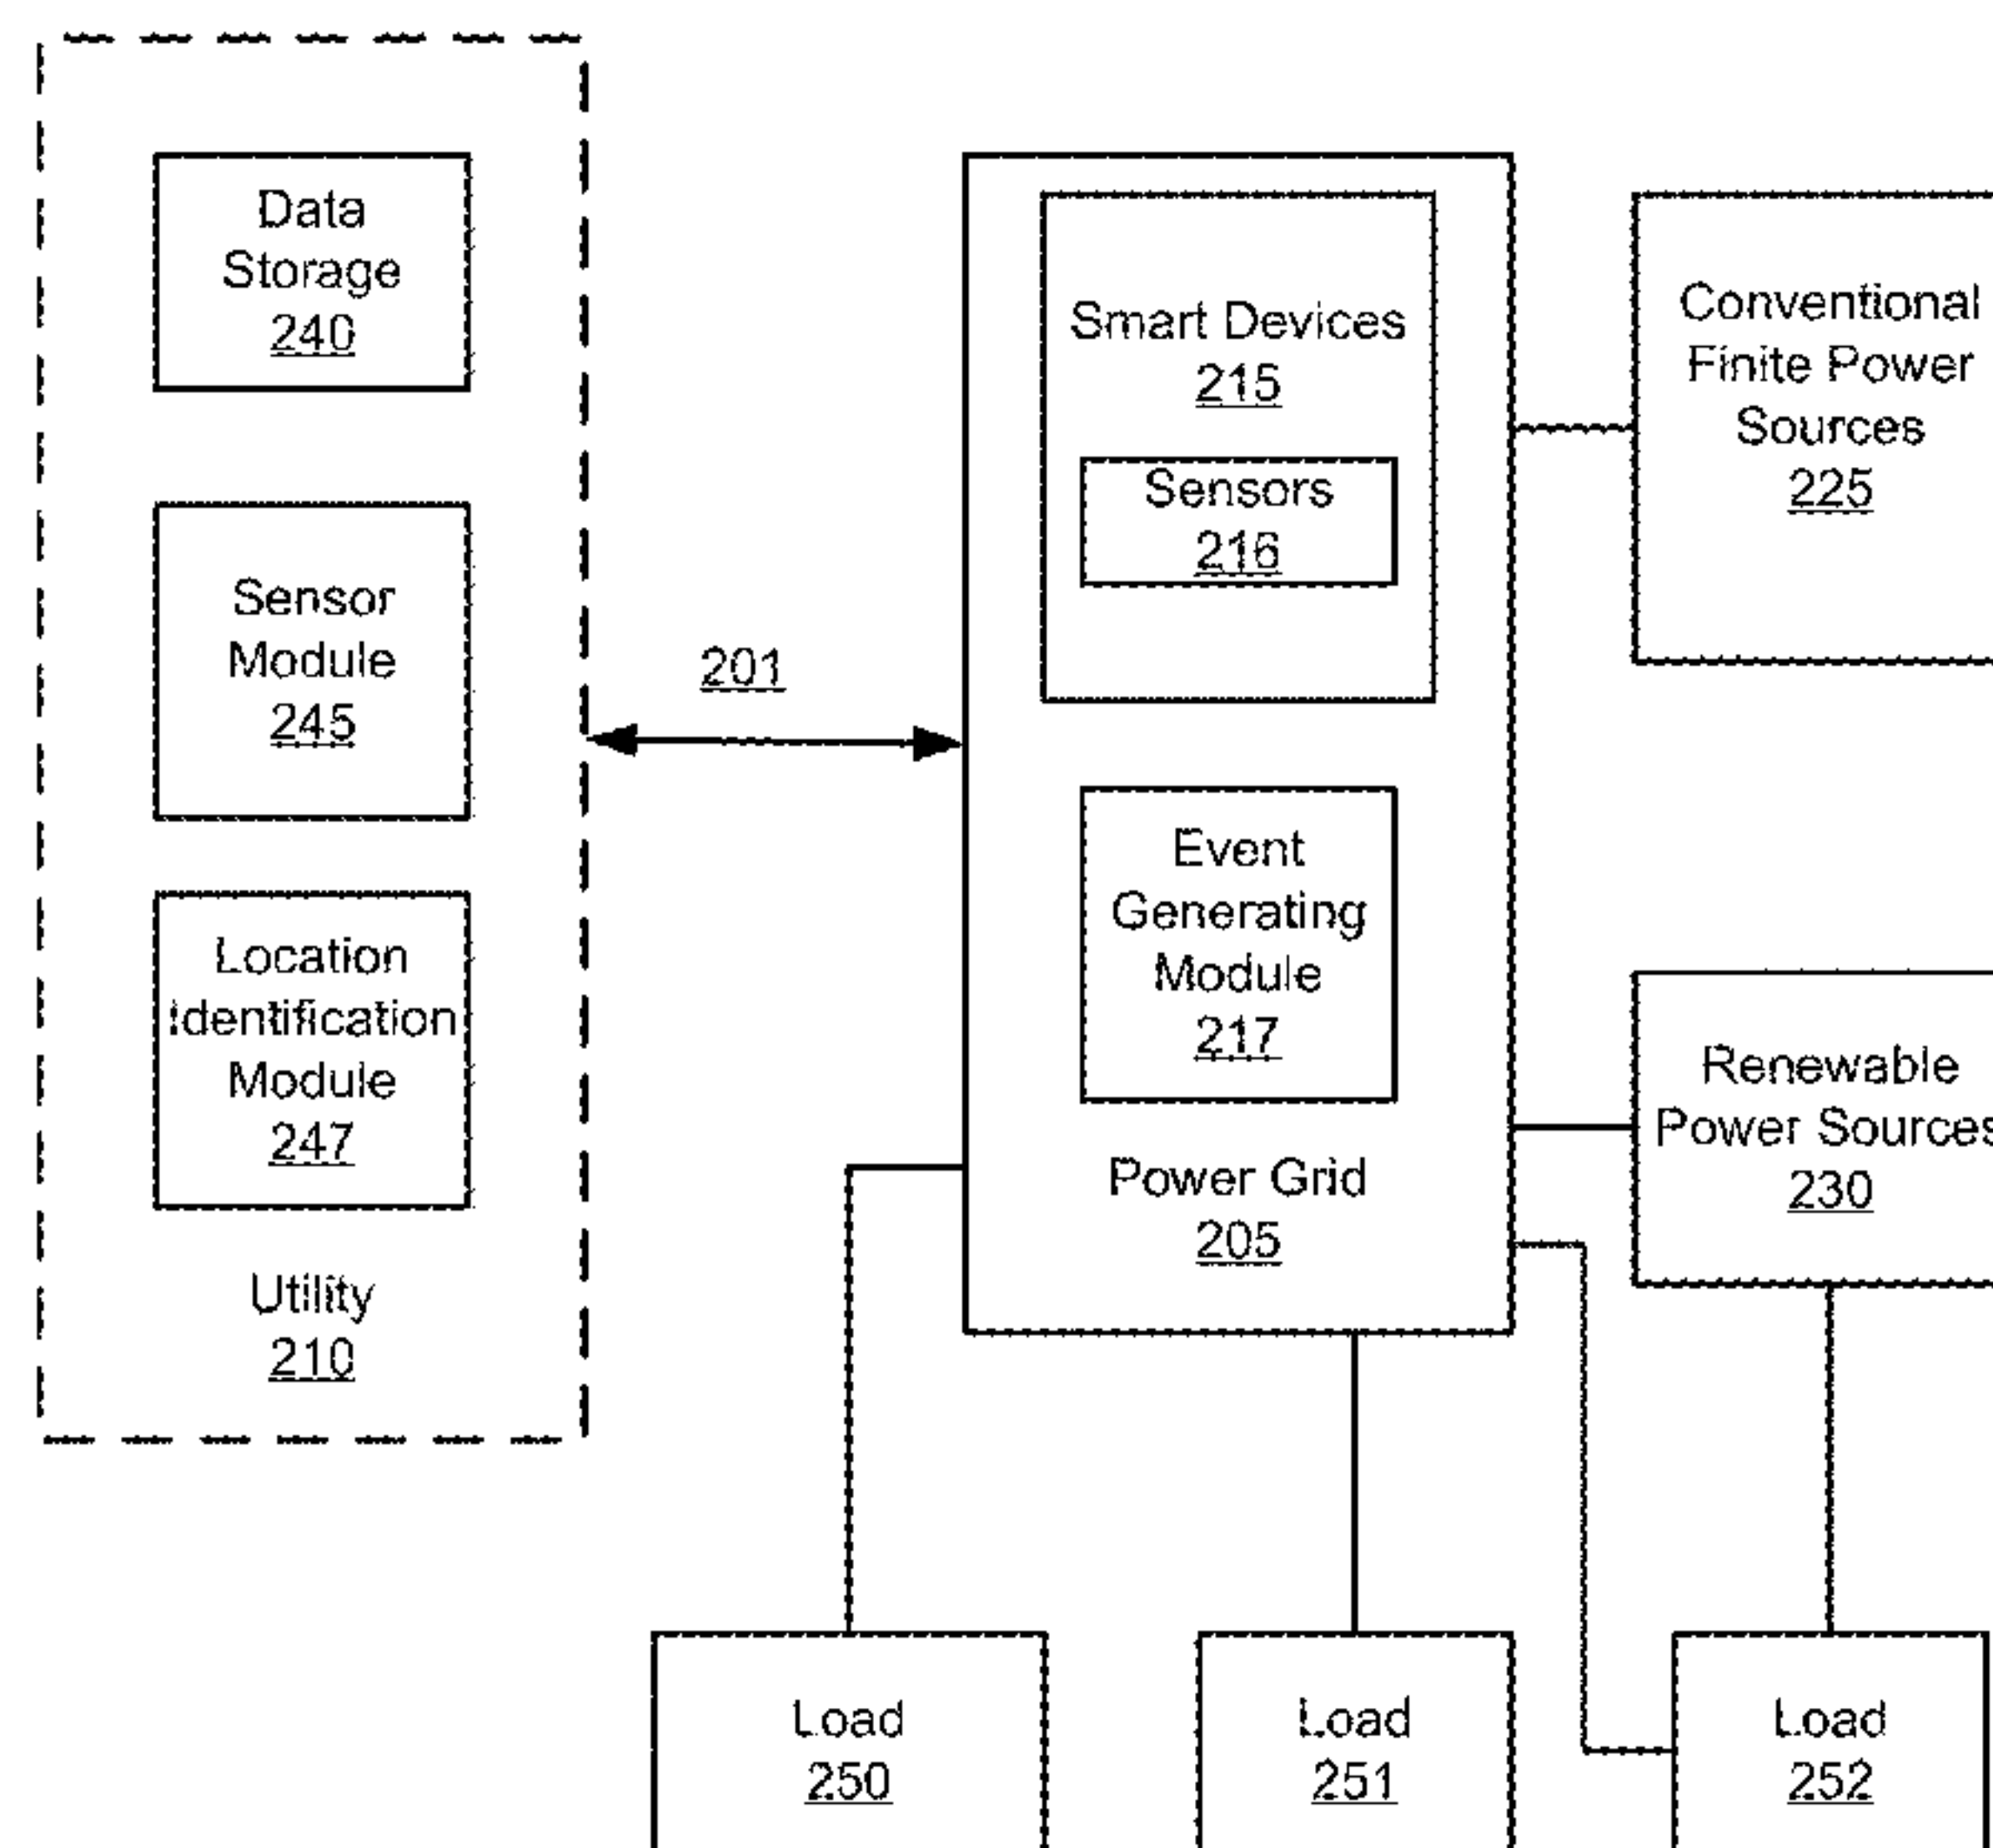 Data
Storage
240
Sensor
Module
245
Location
Identification
Module
247
Utility
210
201
Smart Devices
215
Sensors
216
Event
Generating
Module
217
Power Grid
205
Conventional
Finite Power
Sources
225
Renewable
Power Sources
230
Load
250
Load
251
Load
252